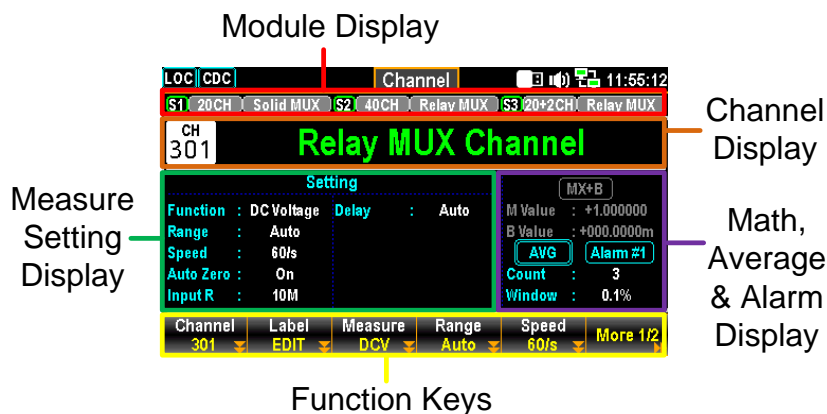 Module Display
LOC CDC Channel 11:55:12
S1 20CH Solid MUX S2 40CH Relay MUX S3 20+2CH Relay MUX
CH
301
Relay MUX Channel
Channel
Display
Measure
Setting
Display
Setting
Function : DC Voltage Delay : Auto
Range : Auto
Speed : 60/s
Auto Zero : On
Input R : 10M
MX+B
M Value : +1.000000
B Value : +000.0000m
AVG Alarm #1
Count : 3
Window : 0.1%
Math,
Average
& Alarm
Display
Channel Label Measure Range Speed More 1/2
301 EDIT DCV Auto 60/s
Function Keys